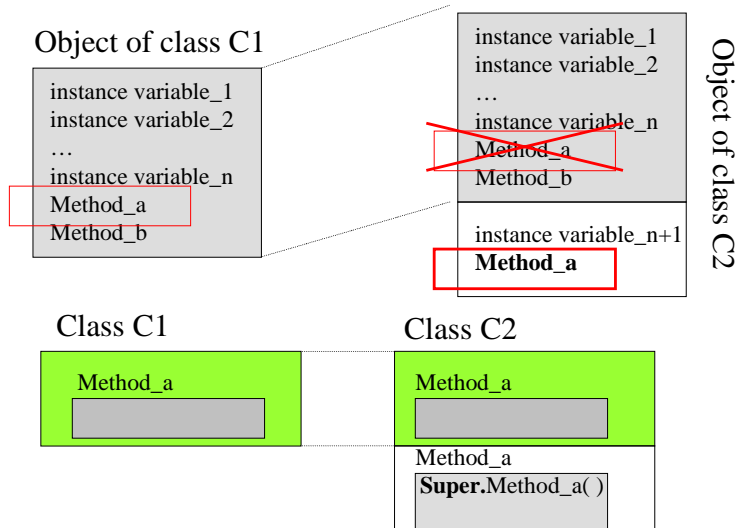 Object of class C1
instance variable_1
instance variable_2
…
instance variable_n
Method_a
Method_b
instance variable_1
instance variable_2
…
instance variable_n
Method_a
Method_b
instance variable_n+1
Method_a
Object of class C2
Class C1
Method_a
Class C2
Method_a
Method_a
Super.Method_a( )